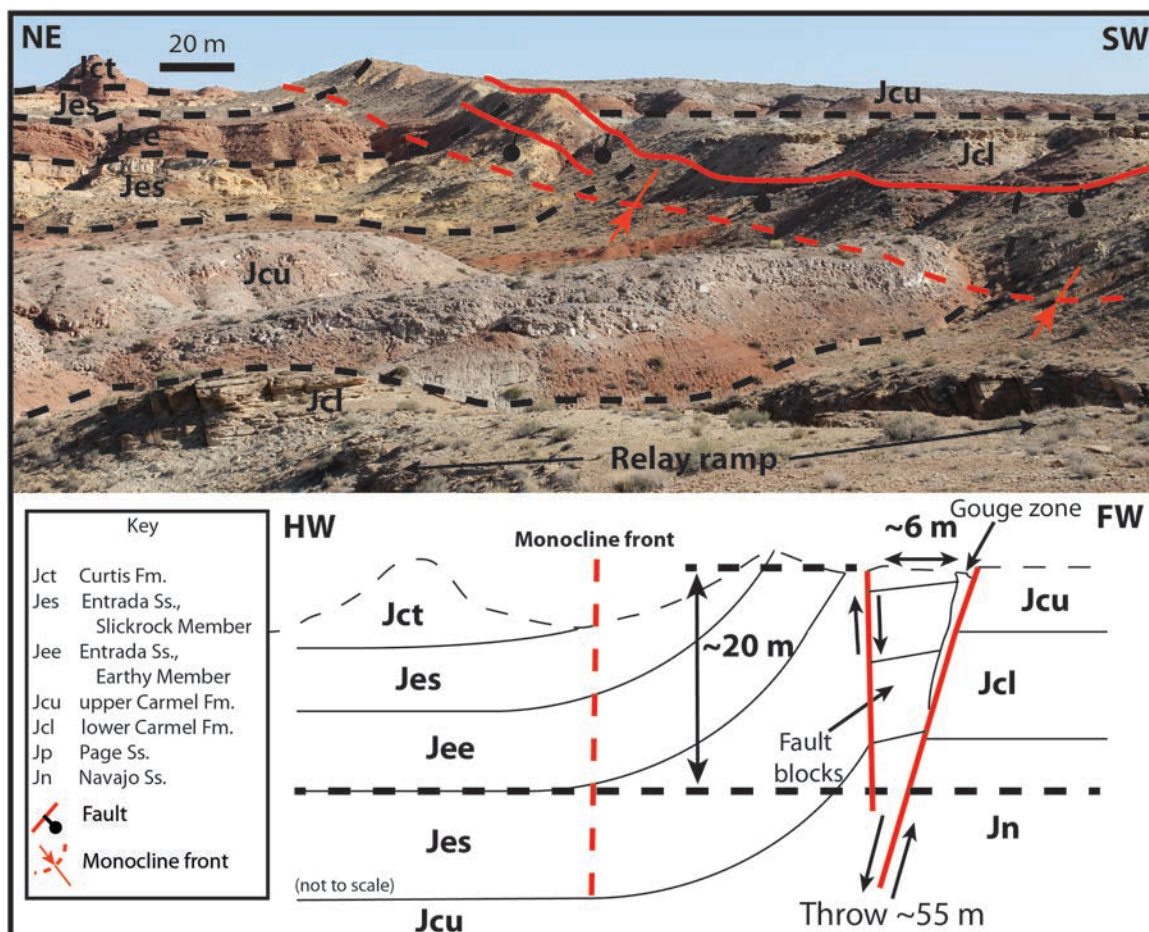 NE
SW
20 m
Jct
Jes
Jee
Jes
Jcu
Jcl
Jcu
Jcl
Relay ramp
Key
Jct Curtis Fm.
Jes Entrada Ss.,
Slickrock Member
Jee Entrada Ss.,
Earthy Member
Jcu upper Carmel Fm.
Jcl lower Carmel Fm.
Jp Page Ss.
Jn Navajo Ss.
Fault
Monocline front
HW
FW
Monocline front
~6 m
Gouge zone
Jct
Jes
Jee
Jes
(not to scale)
Jcu
~20 m
Fault
blocks
Jcu
Jcl
Jn
Throw ~55 m